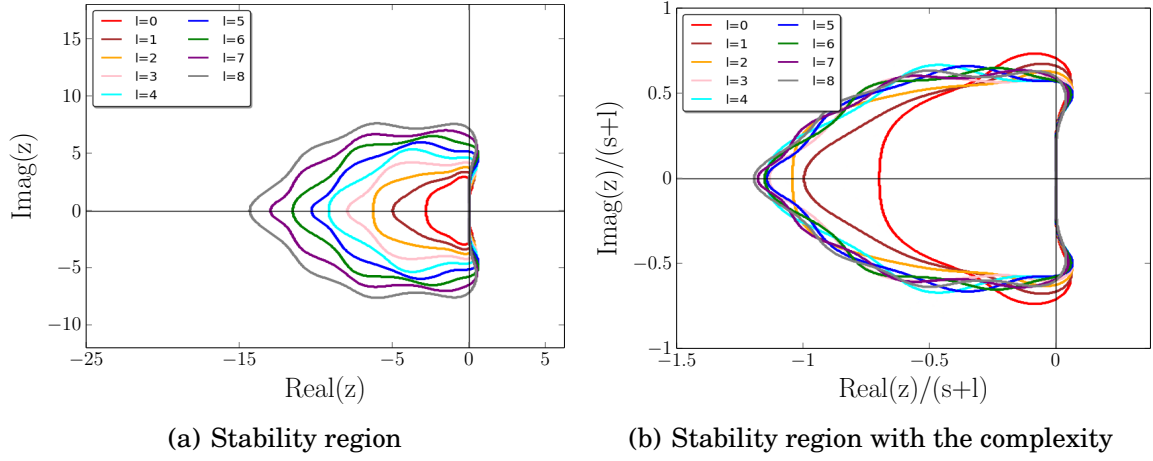 l=0
l=1
l=2
l=3
l=4
l=5
l=6
l=7
l=8
15
10
5
0
−5
−10
Imag(z)
−25
−15
−5
0
5
Real(z)
(a) Stability region
l=0
l=1
l=2
l=3
l=4
l=5
l=6
l=7
l=8
1
0.5
0
−0.5
−1
Imag(z)/(s+l)
−1.5
−1
−0.5
0
Real(z)/(s+l)
(b) Stability region with the complexity